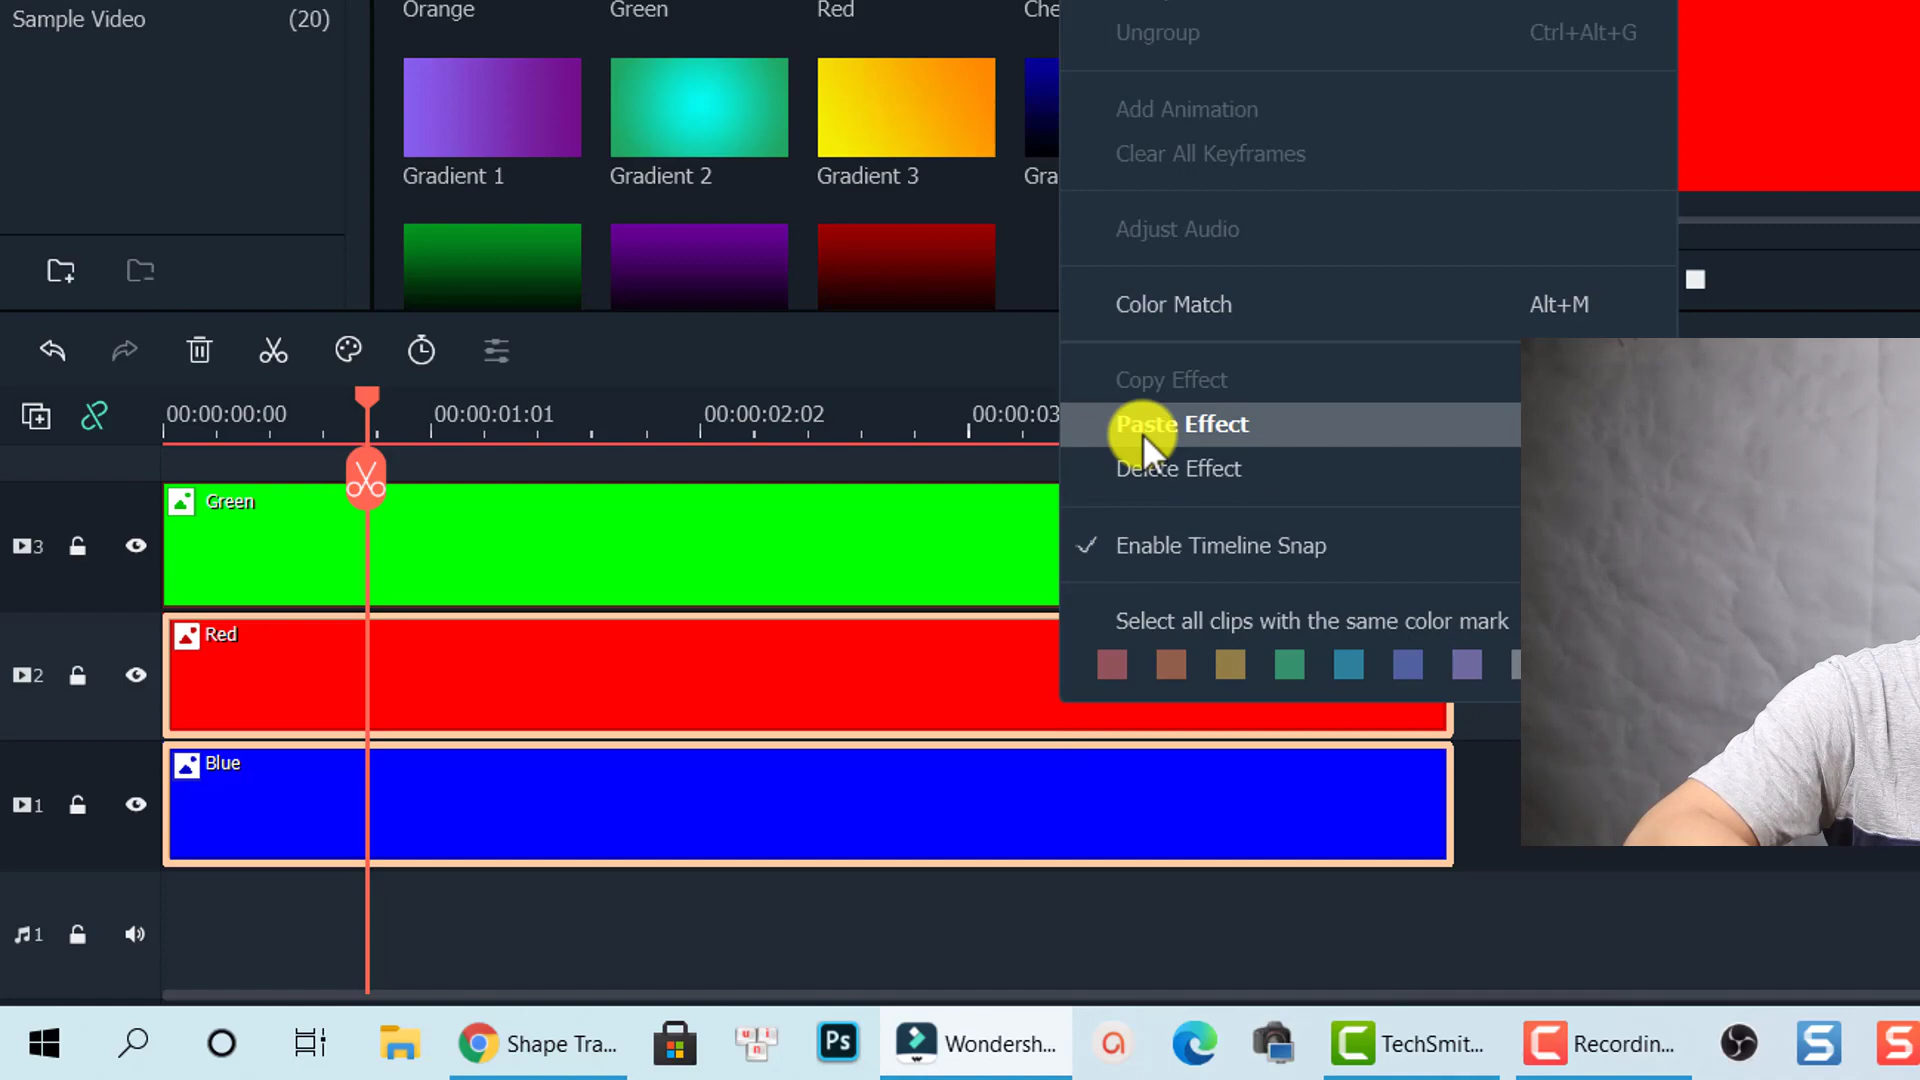 Sample Video (20)
Orange Green Red Che
Gradient 1 Gradient 2 Gradient 3 Gra
Ungroup Ctrl+Alt+G
Add Animation
Clear All Keyframes
Adjust Audio
Color Match Alt+M
Copy Effect
Paste Effect
Delete Effect
Enable Timeline Snap
Select all clips with the same color mark
00:00:00:00 00:00:01:01 00:00:02:02 00:00:03
3 Green
2 Red
1 Blue
1
Shape Tra... Ps Wondersh... TechSmit... Recordin...